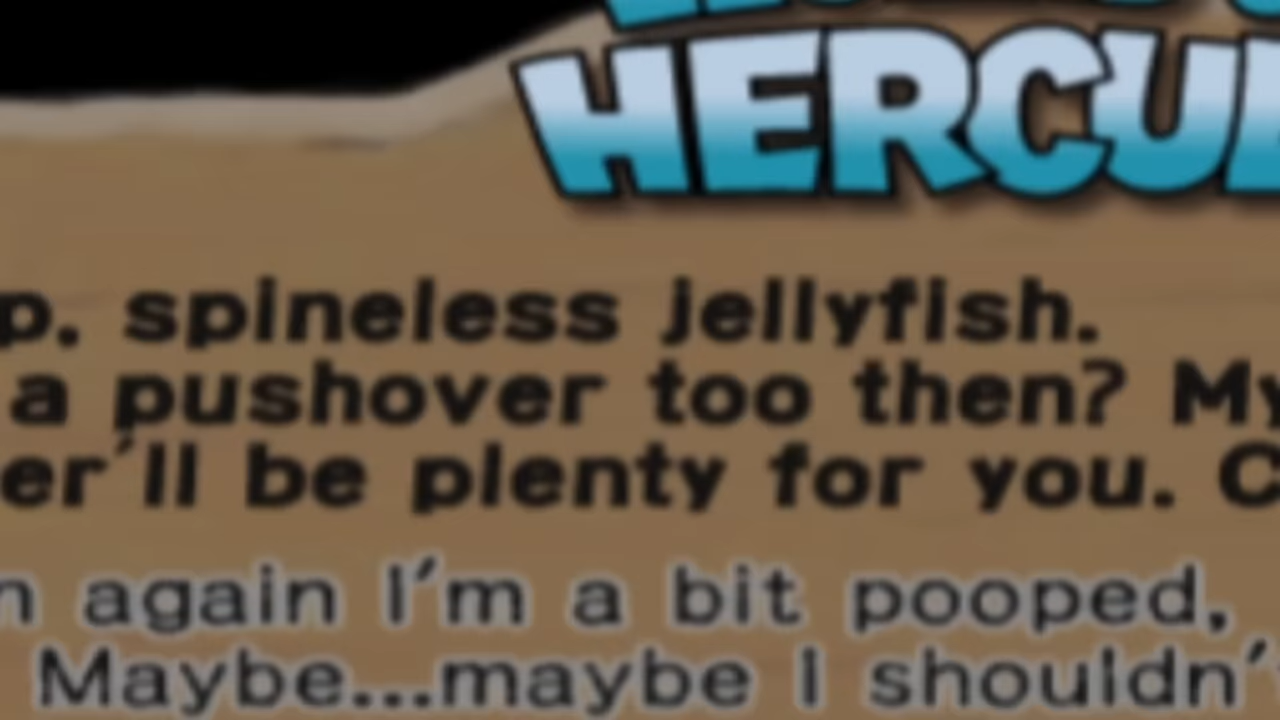 HERCU
p, spineless jellyfish.
a pushover too then? My
er'll be plenty for you. C
n again I'm a bit pooped,
Maybe...maybe I shouldn'